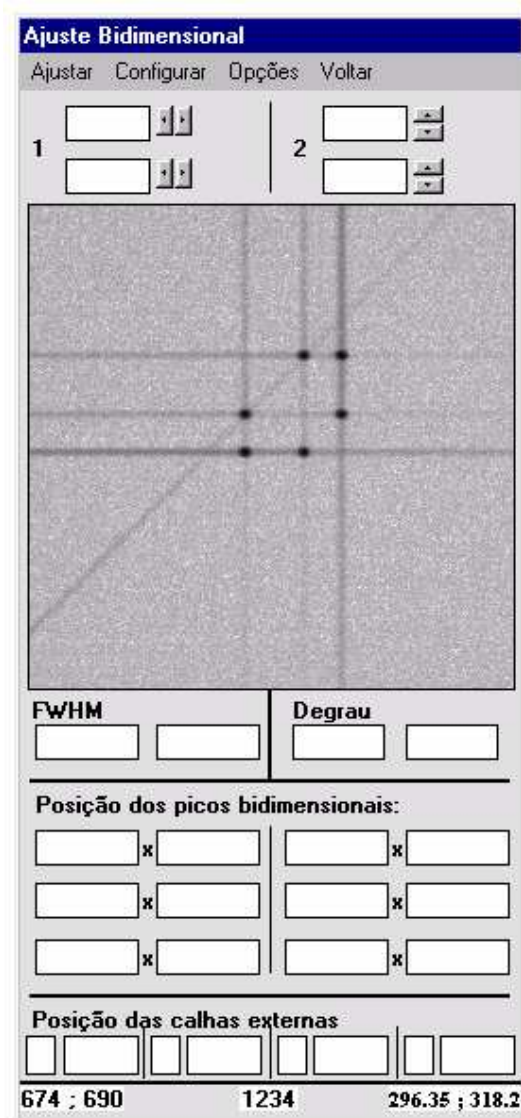 Ajuste Bidimensional
Ajustar Configurar Opções Voltar
1 2
FWHM Degrau
Posição dos picos bidimensionais:
x x
x x
x x
Posição das calhas externas
674 ; 690 1234 296.35 ; 318.2